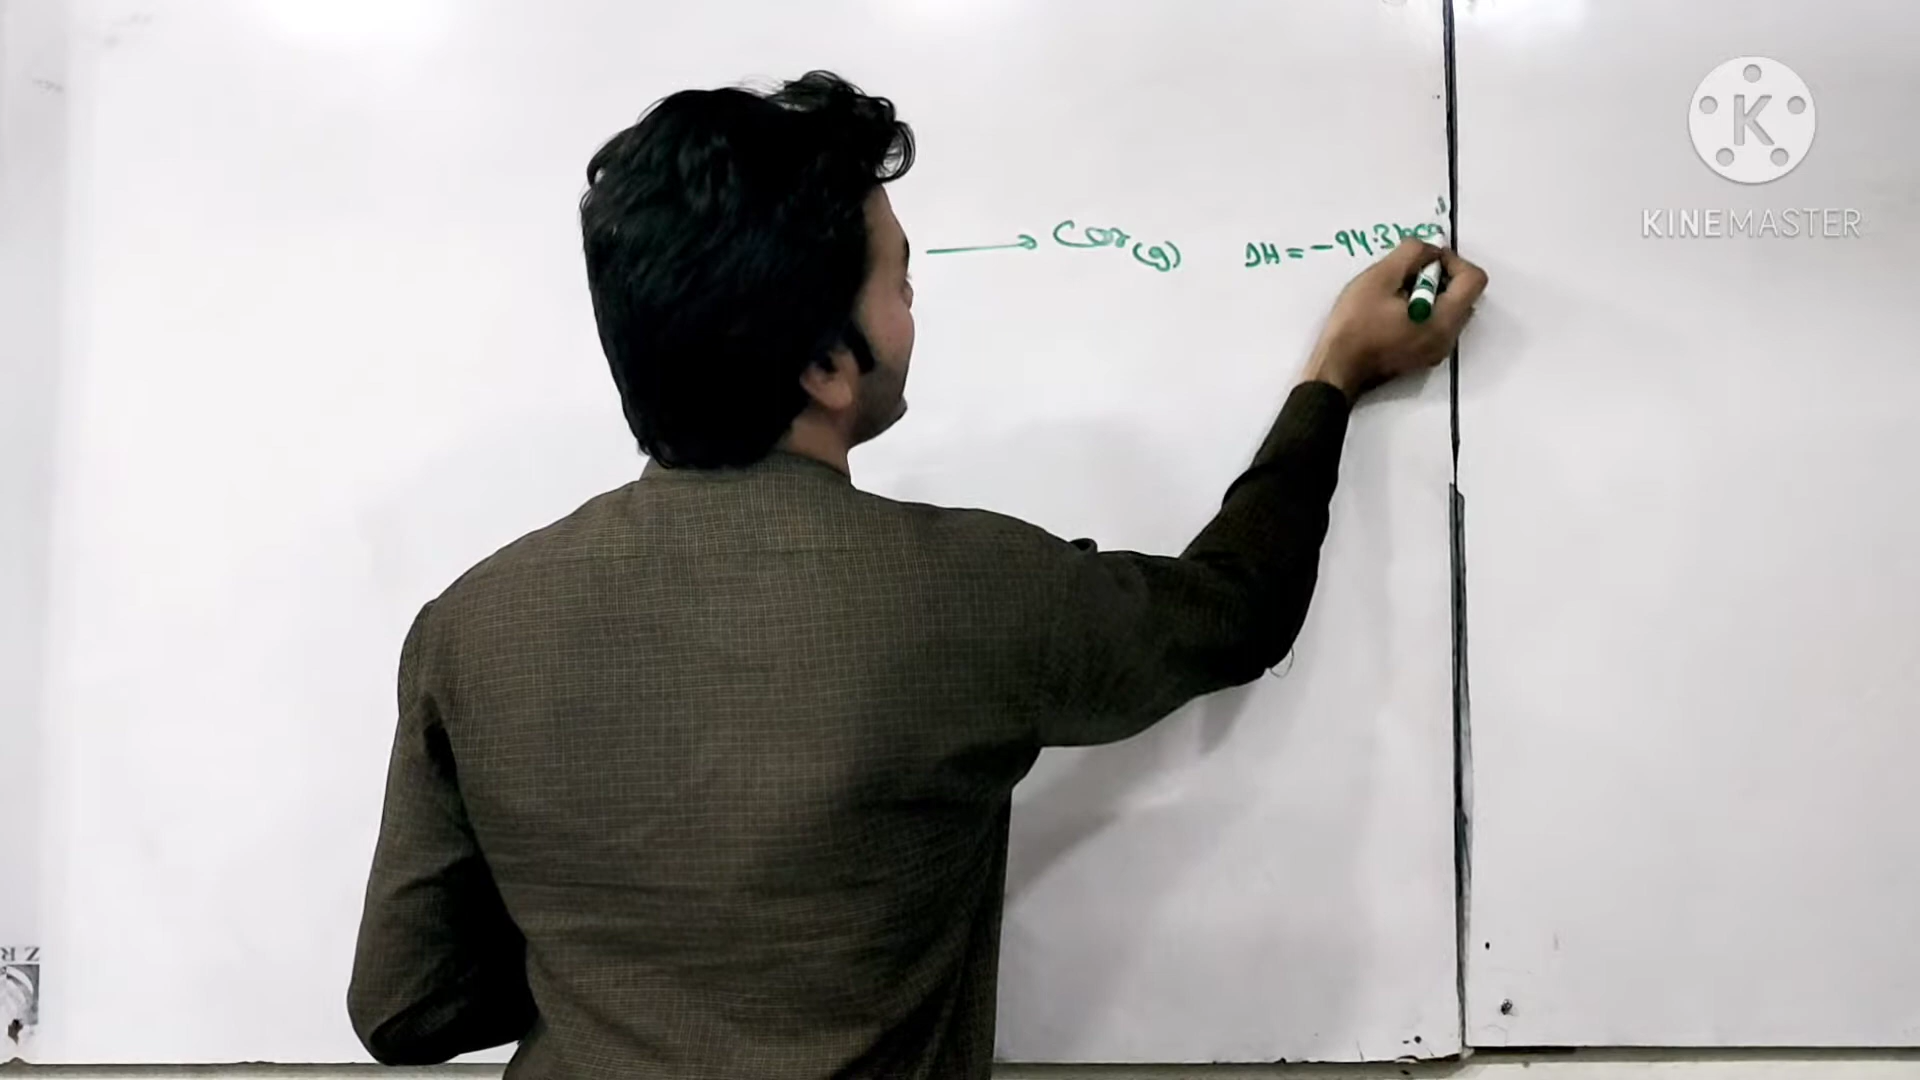 → CO2(g) ΔH = -94.3 kcal
KINEMASTER
Z R